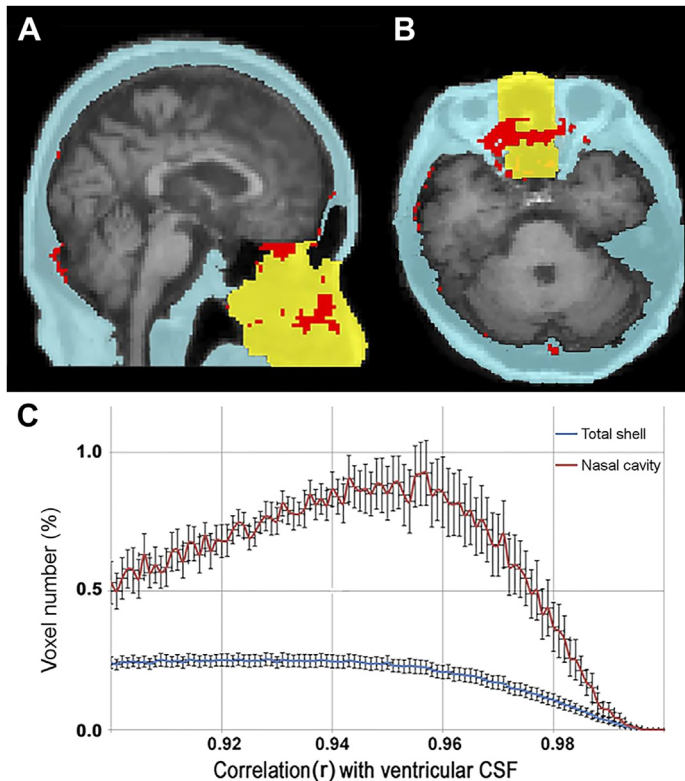 A
B
C
Total shell
Nasal cavity
1.0
0.5
0.0
Voxel number (%)
0.92
0.94
0.96
0.98
Correlation(r) with ventricular CSF